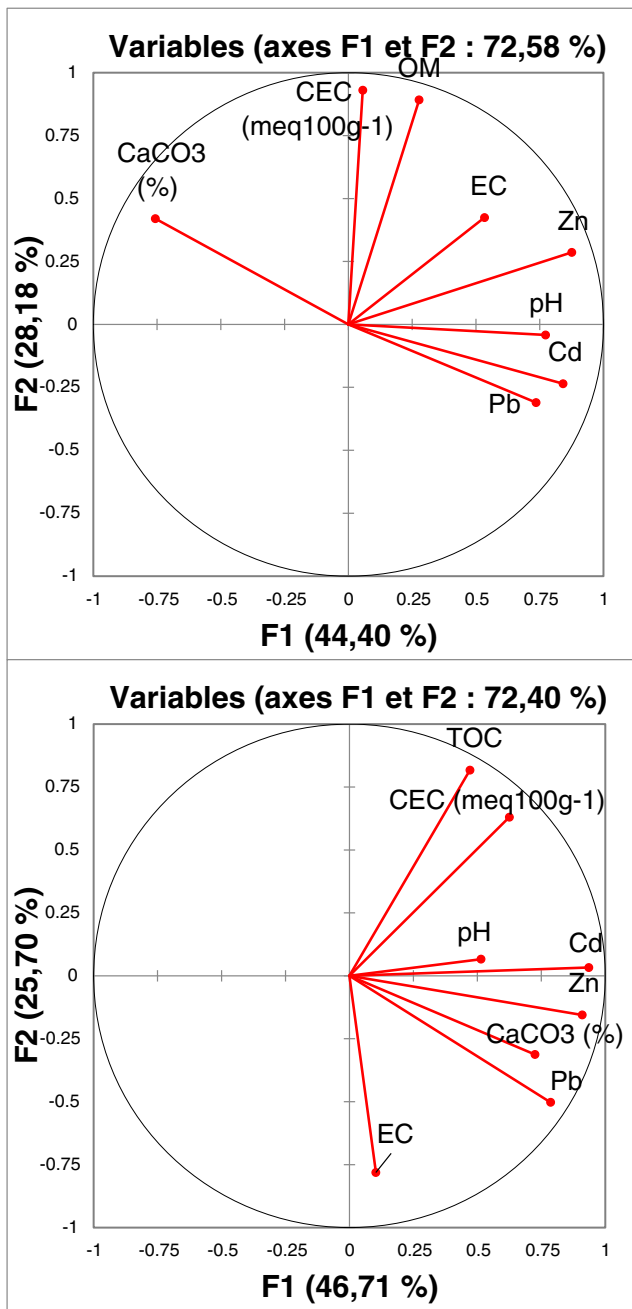 Variables (axes F1 et F2 : 72,58 %)
OM
CEC
(meq100g-1)
CaCO3
(%)
EC
Zn
pH
Cd
Pb
1
0.75
0.5
0.25
0
-0.25
-0.5
-0.75
-1
F2 (28,18 %)
-1 -0.75 -0.5 -0.25 0 0.25 0.5 0.75 1
F1 (44,40 %)
Variables (axes F1 et F2 : 72,40 %)
TOC
CEC (meq100g-1)
pH
Cd
Zn
CaCO3 (%)
Pb
EC
1
0.75
0.5
0.25
0
-0.25
-0.5
-0.75
-1
F2 (25,70 %)
-1 -0.75 -0.5 -0.25 0 0.25 0.5 0.75 1
F1 (46,71 %)